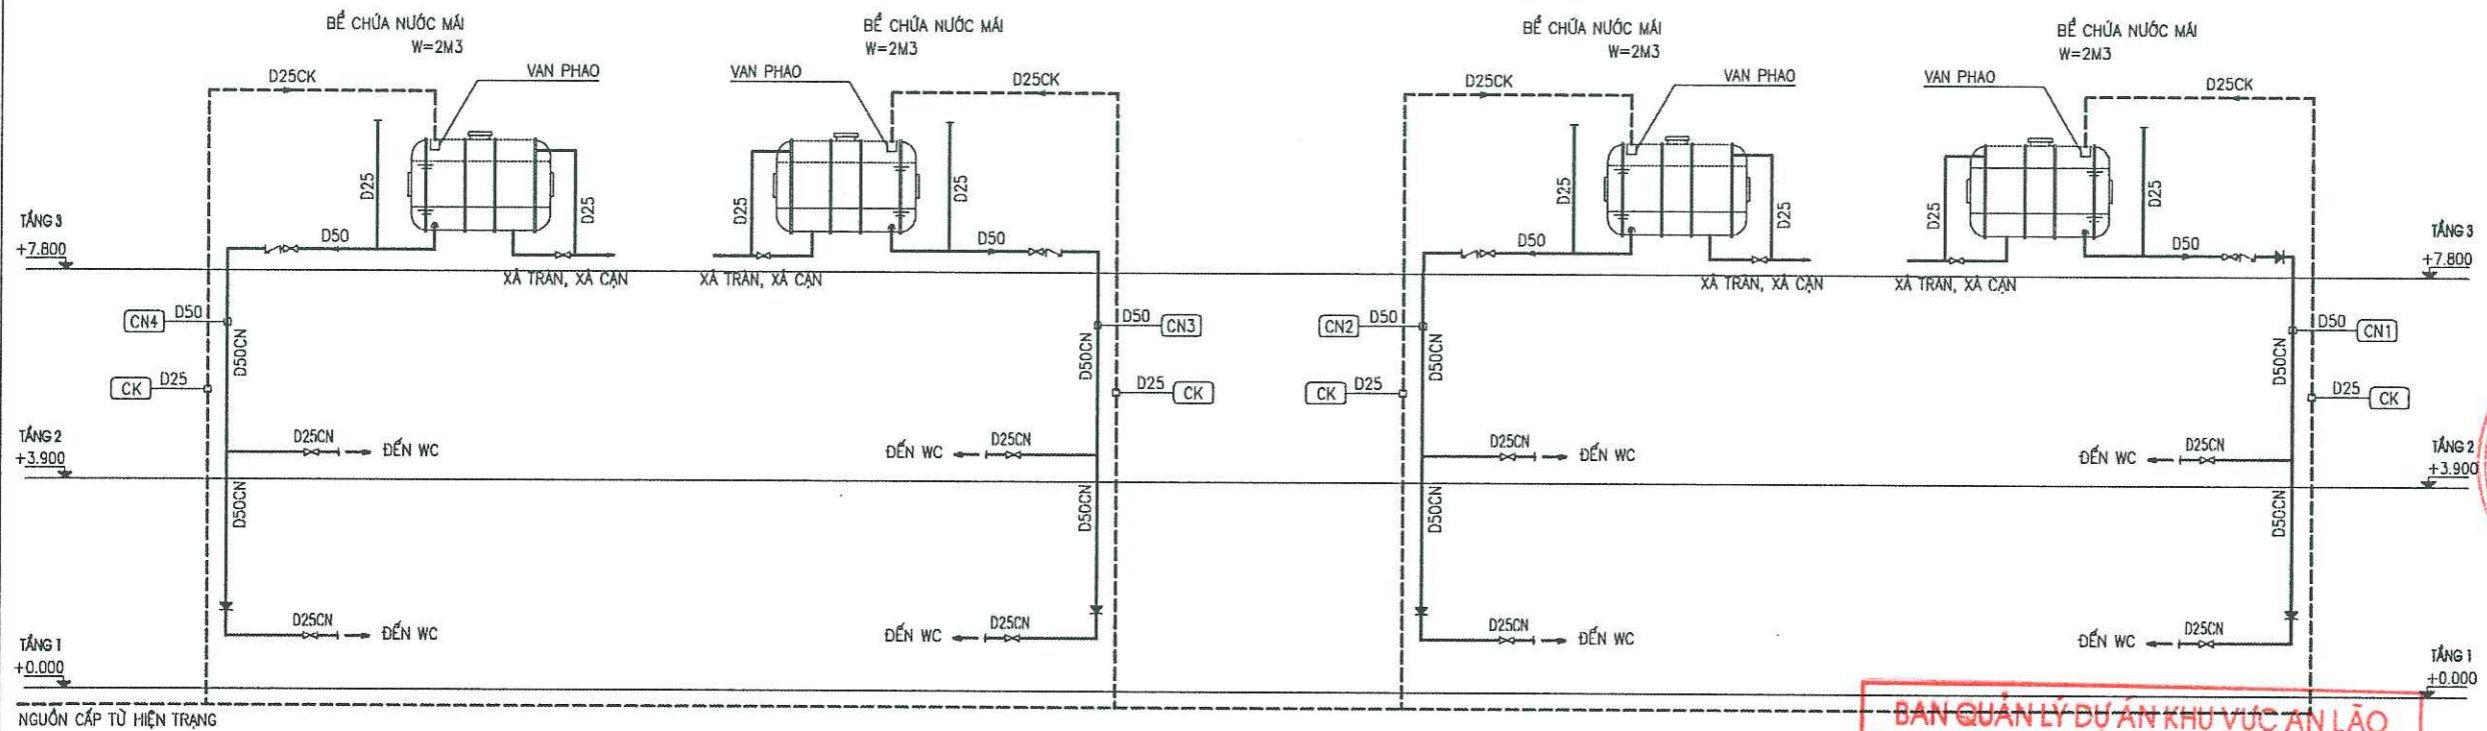 BỂ CHỨA NƯỚC MÁI
W=2M3
BỂ CHỨA NƯỚC MÁI
W=2M3
BỂ CHỨA NƯỚC MÁI
W=2M3
BỂ CHỨA NƯỚC MÁI
W=2M3
D25CK
VAN PHAO
VAN PHAO
D25CK
D25CK
VAN PHAO
VAN PHAO
D25CK
D25
D25
D25
D25
D25
D25
D25
D25
TẦNG 3
+7.800
D50
D50
D50
D50
TẦNG 3
+7.800
XẢ TRÀN, XẢ CẶN
XẢ TRÀN, XẢ CẶN
XẢ TRÀN, XẢ CẶN
XẢ TRÀN, XẢ CẶN
CN4 D50
D50 CN3
CN2 D50
D50 CN1
D50CN
D50CN
D50CN
D50CN
CK D25
D25 CK
CK D25
D25 CK
TẦNG 2
+3.900
D25CN
ĐẾN WC
ĐẾN WC
D25CN
D25CN
ĐẾN WC
ĐẾN WC
D25CN
TẦNG 2
+3.900
D50CN
D50CN
D50CN
D50CN
TẦNG 1
+0.000
D25CN
ĐẾN WC
ĐẾN WC
D25CN
D25CN
ĐẾN WC
ĐẾN WC
D25CN
TẦNG 1
+0.000
NGUỒN CẤP TỪ HIỆN TRẠNG
BAN QUẢN LÝ DỰ ÁN KHU VỰC AN LÃO